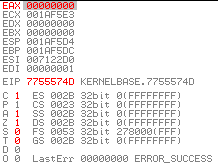 EAX 00000000
ECX 001AF5E3
EDX 00000000
EBX 00000000
ESP 001AF5D4
EBP 001AF5DC
ESI 007122D0
EDI 00000001
EIP 7755574D KERNELBASE.7755574D
C 1 ES 002B 32bit 0(FFFFFFFF)
P 1 CS 0023 32bit 0(FFFFFFFF)
A 1 SS 002B 32bit 0(FFFFFFFF)
Z 1 DS 002B 32bit 0(FFFFFFFF)
S 0 FS 0053 32bit 278000(FFF)
T 0 GS 002B 32bit 0(FFFFFFFF)
D 0
O 0 LastErr 00000000 ERROR_SUCCESS